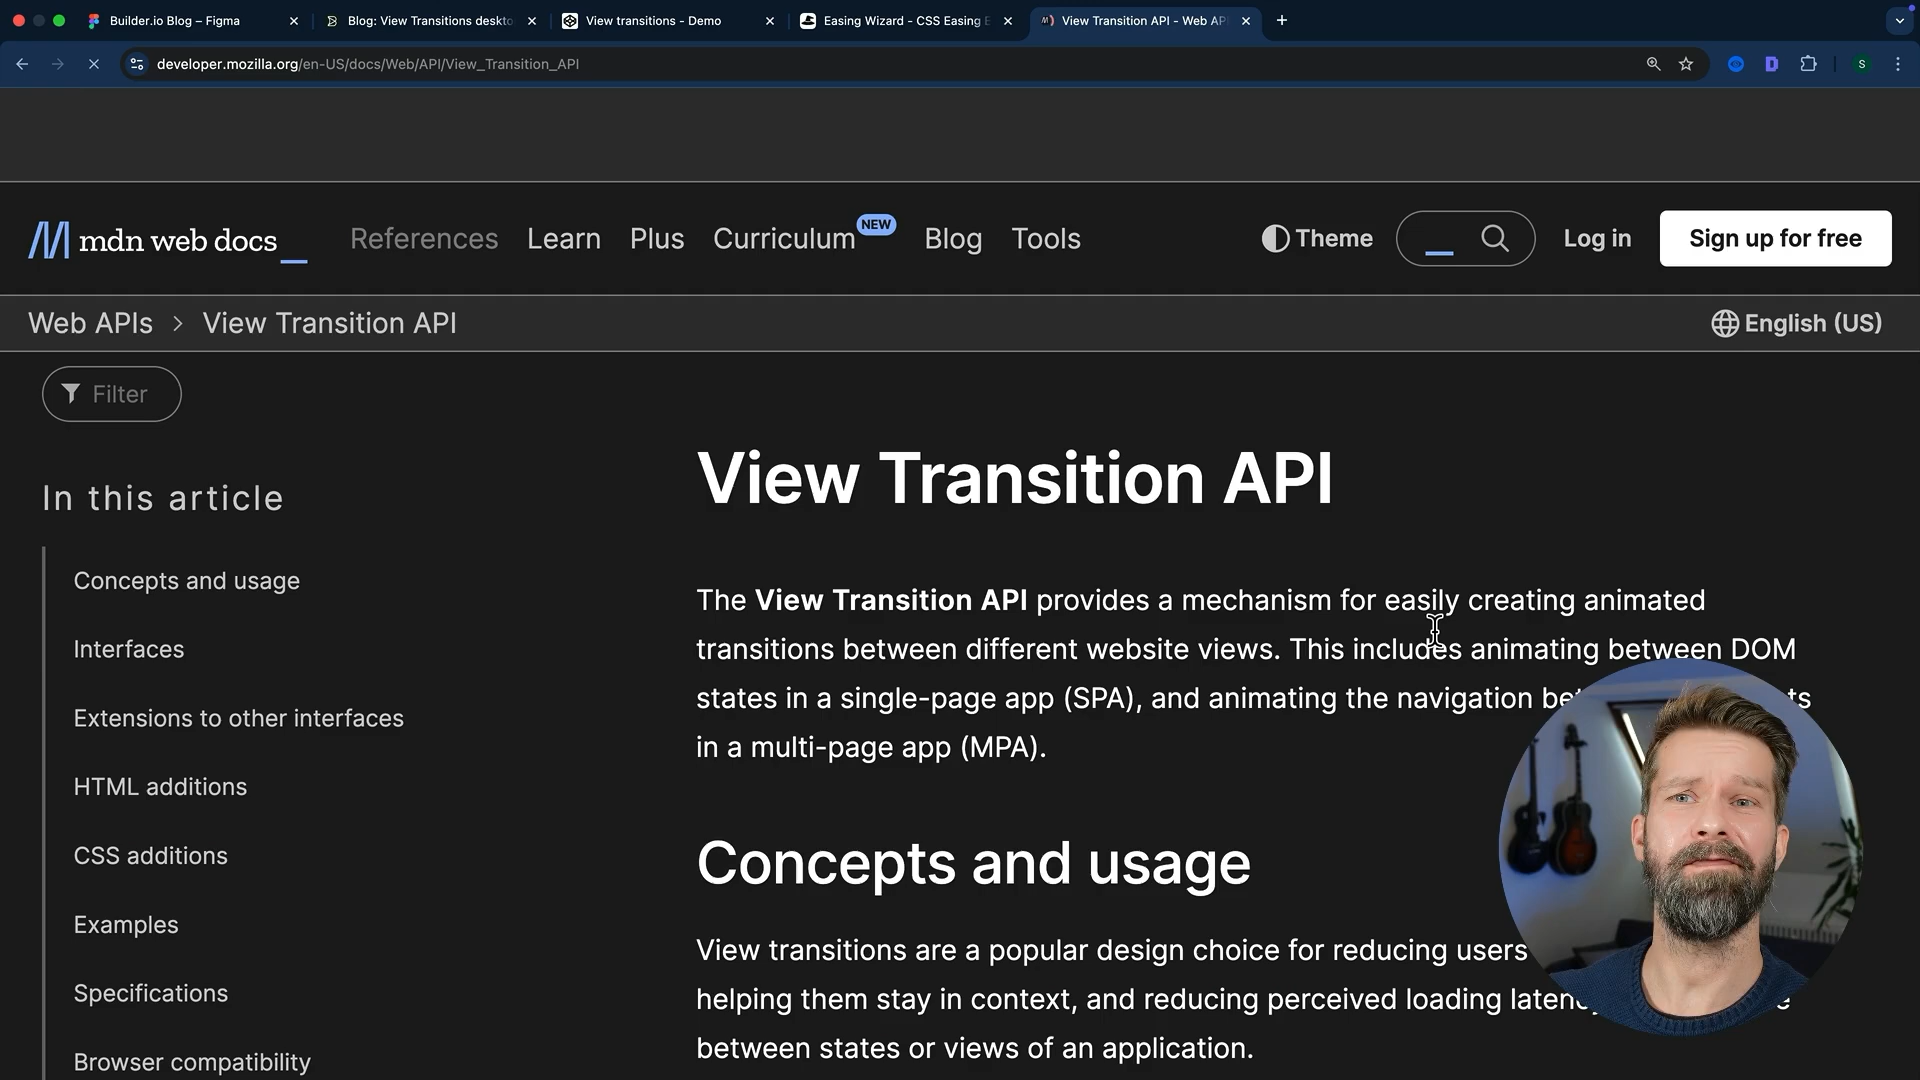 Builder.io Blog – Figma
Blog: View Transitions deskto
View transitions - Demo
Easing Wizard - CSS Easing E
View Transition API - Web AP
developer.mozilla.org/en-US/docs/Web/API/View_Transition_API
D
S
mdn web docs_
References
Learn
Plus
Curriculum
NEW
Blog
Tools
Theme
Log in
Sign up for free
Web APIs > View Transition API
English (US)
Filter
In this article
Concepts and usage
Interfaces
Extensions to other interfaces
HTML additions
CSS additions
Examples
Specifications
Browser compatibility
View Transition API
The View Transition API provides a mechanism for easily creating animated
transitions between different website views. This includes animating between DOM
states in a single-page app (SPA), and animating the navigation
in a multi-page app (MPA).
Concepts and usage
View transitions are a popular design choice for reducing users
helping them stay in context, and reducing perceived loading
between states or views of an application.